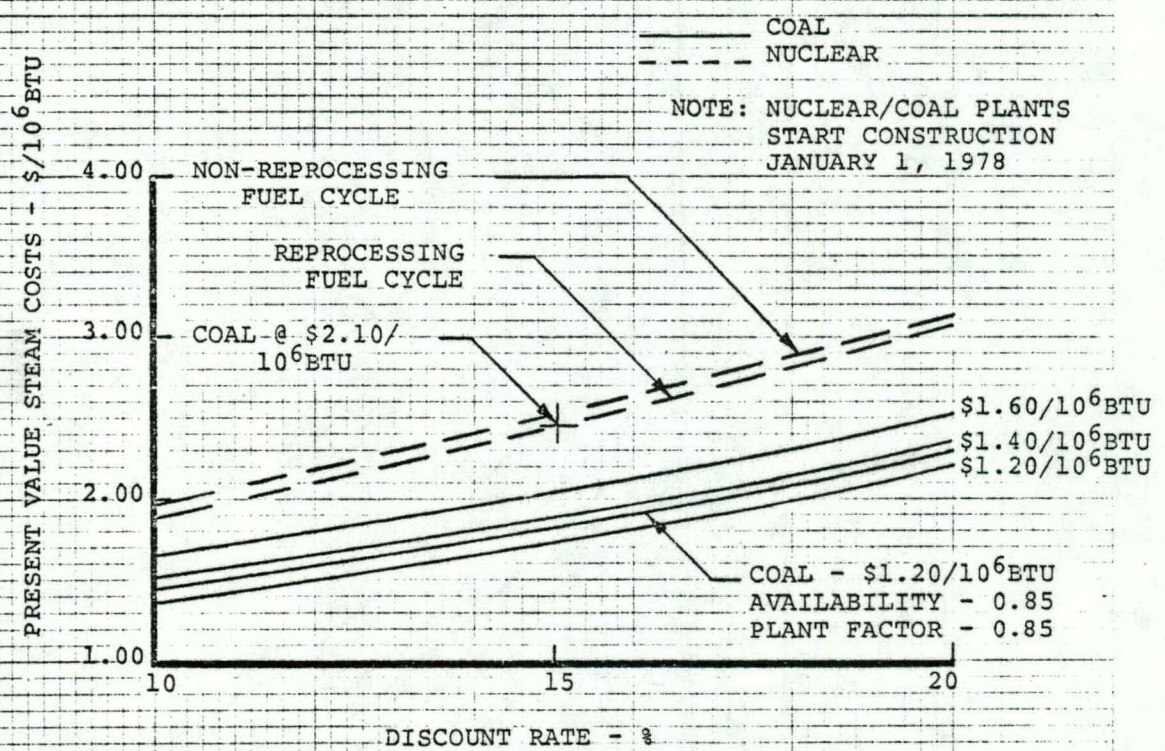 COAL
NUCLEAR
NOTE: NUCLEAR/COAL PLANTS
START CONSTRUCTION
JANUARY 1, 1978
PRESENT VALUE STEAM COSTS - $/10⁶BTU
4.00
3.00
2.00
1.00
NON-REPROCESSING
FUEL CYCLE
REPROCESSING
FUEL CYCLE
COAL @ $2.10/
10⁶BTU
$1.60/10⁶BTU
$1.40/10⁶BTU
$1.20/10⁶BTU
COAL - $1.20/10⁶BTU
AVAILABILITY - 0.85
PLANT FACTOR - 0.85
10 15 20
DISCOUNT RATE - %